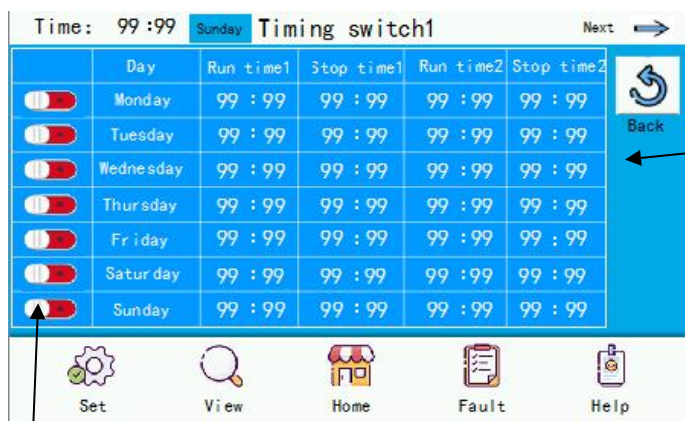 Time: 99 :99 Sunday Timing switch1 Next
Day Run time1 Stop time1 Run time2 Stop time2
Monday 99 :99 99 :99 99 :99 99 :99
Back
Tuesday 99 :99 99 :99 99 :99 99 :99
Wednesday 99 :99 99 :99 99 :99 99 :99
Thursday 99 :99 99 :99 99 :99 99 :99
Friday 99 :99 99 :99 99 :99 99 :99
Saturday 99 :99 99 :99 99 :99 99 :99
Sunday 99 :99 99 :99 99 :99 99 :99
Set View Home Fault Help